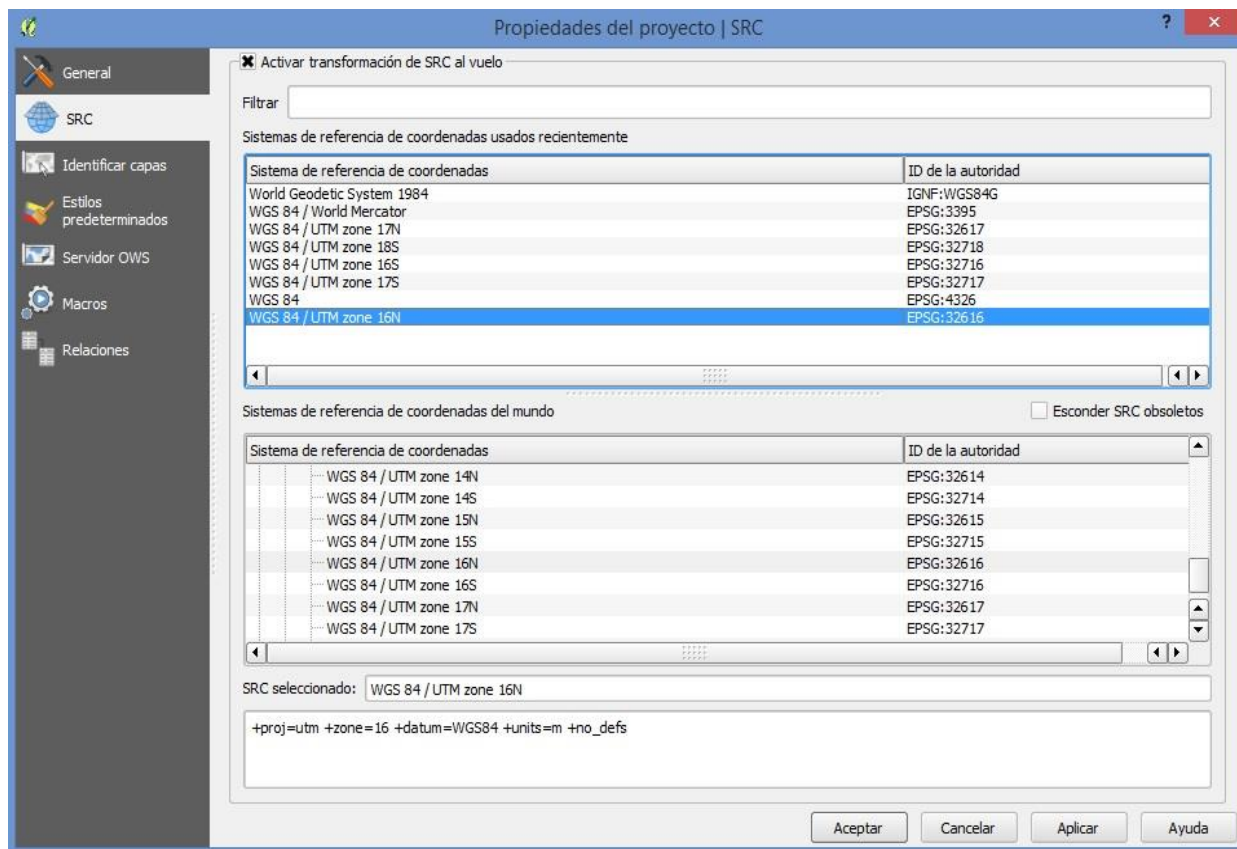 Propiedades del proyecto | SRC
?
×
General
SRC
Identificar capas
Estilos
predeterminados
Servidor OWS
Macros
Relaciones
Activar transformación de SRC al vuelo
Filtrar
Sistemas de referencia de coordenadas usados recientemente
Sistema de referencia de coordenadas ID de la autoridad
World Geodetic System 1984 IGNF:WGS84G
WGS 84 / World Mercator EPSG:3395
WGS 84 / UTM zone 17N EPSG:32617
WGS 84 / UTM zone 18S EPSG:32718
WGS 84 / UTM zone 16S EPSG:32716
WGS 84 / UTM zone 17S EPSG:32717
WGS 84 EPSG:4326
WGS 84 / UTM zone 16N EPSG:32616
Sistemas de referencia de coordenadas del mundo Esconder SRC obsoletos
Sistema de referencia de coordenadas ID de la autoridad
WGS 84 / UTM zone 14N EPSG:32614
WGS 84 / UTM zone 14S EPSG:32714
WGS 84 / UTM zone 15N EPSG:32615
WGS 84 / UTM zone 15S EPSG:32715
WGS 84 / UTM zone 16N EPSG:32616
WGS 84 / UTM zone 16S EPSG:32716
WGS 84 / UTM zone 17N EPSG:32617
WGS 84 / UTM zone 17S EPSG:32717
SRC seleccionado: WGS 84 / UTM zone 16N
+proj=utm +zone=16 +datum=WGS84 +units=m +no_defs
Aceptar Cancelar Aplicar Ayuda